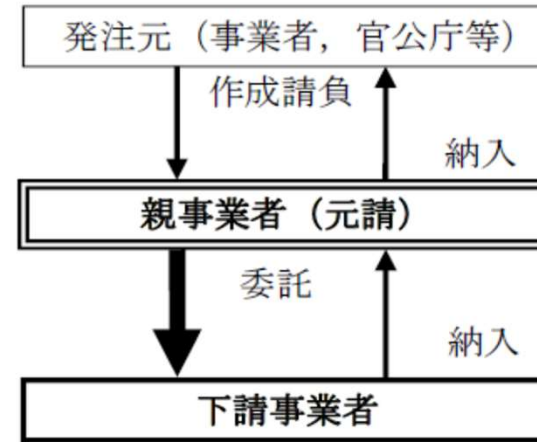 発注元（事業者，官公庁等）
作成請負
納入
親事業者（元請）
委託
納入
下請事業者